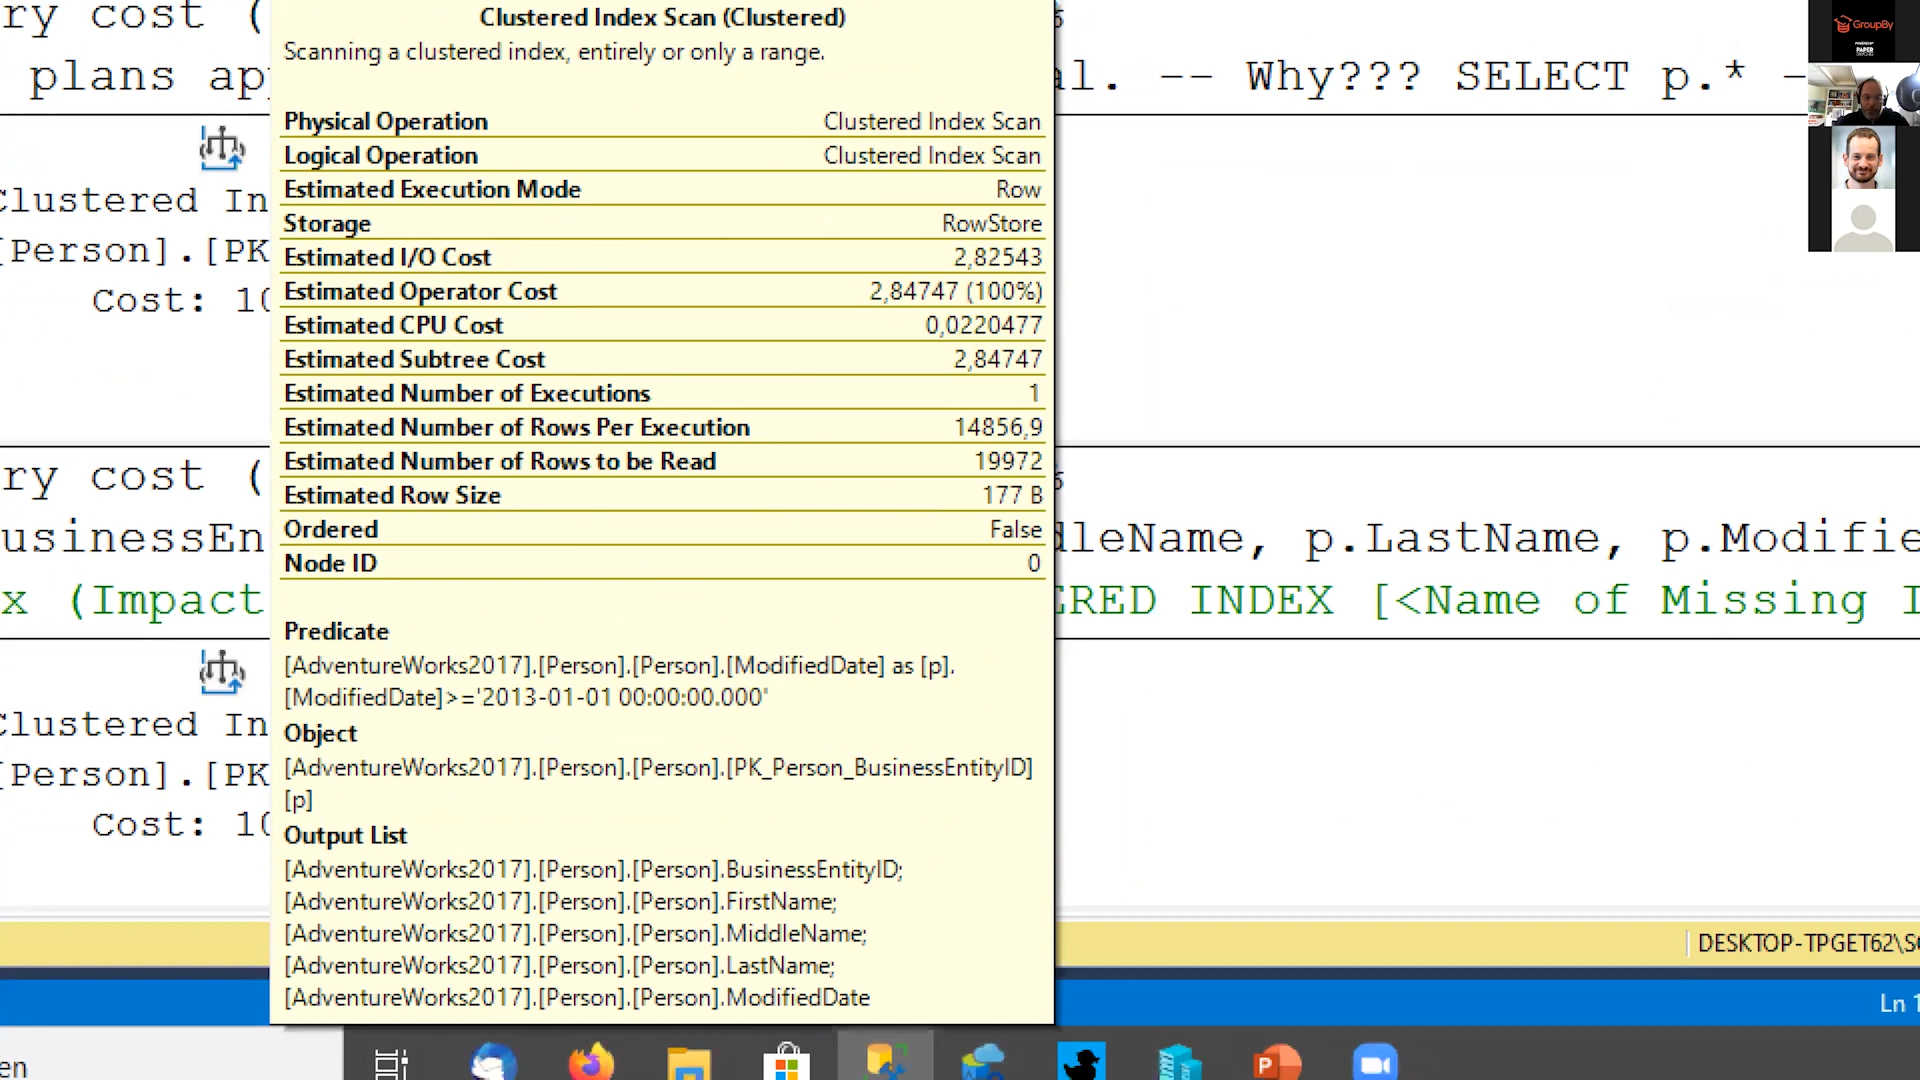 ry cost (
plans ap
al. -- Why??? SELECT p.* -
Clustered In
[Person].[PK
Cost: 10
ry cost (
usinessEn
dleName, p.LastName, p.Modifie
x (Impact
ERED INDEX [<Name of Missing I
Clustered In
[Person].[PK
Cost: 10
Clustered Index Scan (Clustered)
Scanning a clustered index, entirely or only a range.
Physical Operation Clustered Index Scan
Logical Operation Clustered Index Scan
Estimated Execution Mode Row
Storage RowStore
Estimated I/O Cost 2,82543
Estimated Operator Cost 2,84747 (100%)
Estimated CPU Cost 0,0220477
Estimated Subtree Cost 2,84747
Estimated Number of Executions 1
Estimated Number of Rows Per Execution 14856,9
Estimated Number of Rows to be Read 19972
Estimated Row Size 177 B
Ordered False
Node ID 0
Predicate
[AdventureWorks2017].[Person].[Person].[ModifiedDate] as [p].
[ModifiedDate]>='2013-01-01 00:00:00.000'
Object
[AdventureWorks2017].[Person].[Person].[PK_Person_BusinessEntityID]
[p]
Output List
[AdventureWorks2017].[Person].[Person].BusinessEntityID;
[AdventureWorks2017].[Person].[Person].FirstName;
[AdventureWorks2017].[Person].[Person].MiddleName;
[AdventureWorks2017].[Person].[Person].LastName;
[AdventureWorks2017].[Person].[Person].ModifiedDate
GroupBy
DESKTOP-TPGET62\S
Ln 1
en